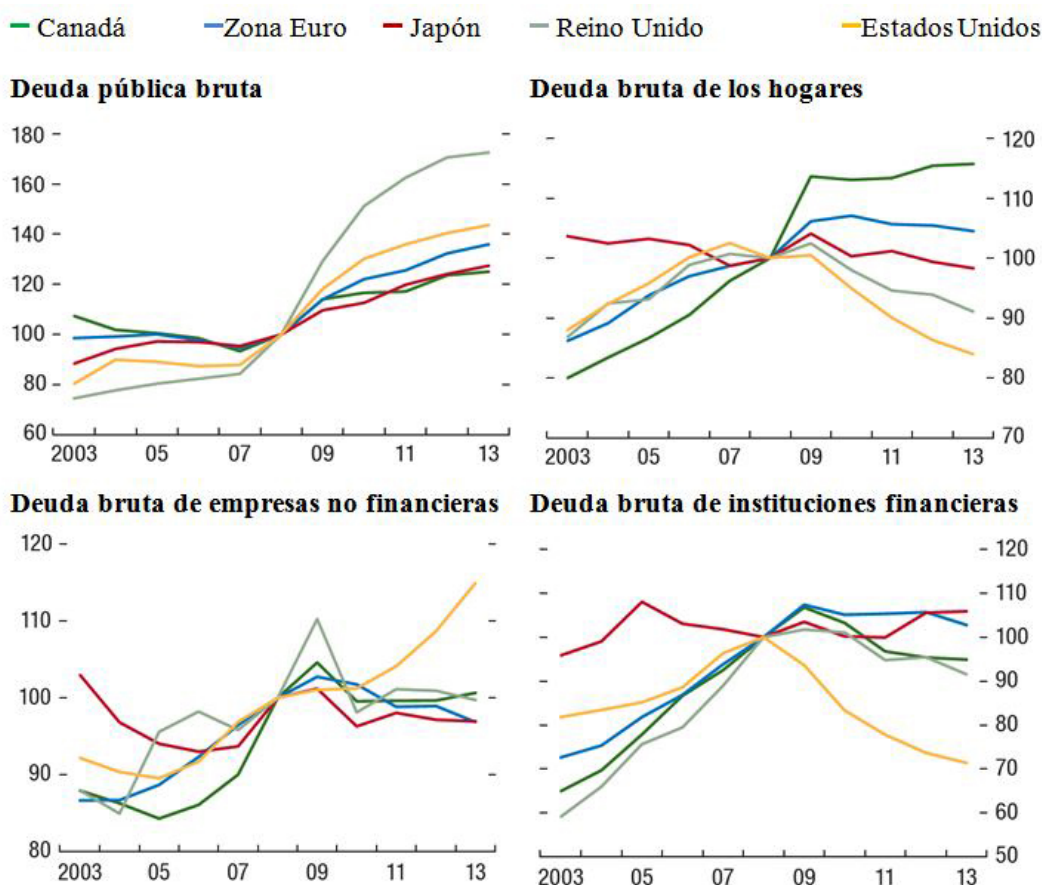 Canadá Zona Euro Japón Reino Unido Estados Unidos
Deuda pública bruta
180
160
140
120
100
80
60
2003 05 07 09 11 13
Deuda bruta de los hogares
120
110
100
90
80
70
2003 05 07 09 11 13
Deuda bruta de empresas no financieras
120
110
100
90
80
2003 05 07 09 11 13
Deuda bruta de instituciones financieras
120
110
100
90
80
70
60
50
2003 05 07 09 11 13